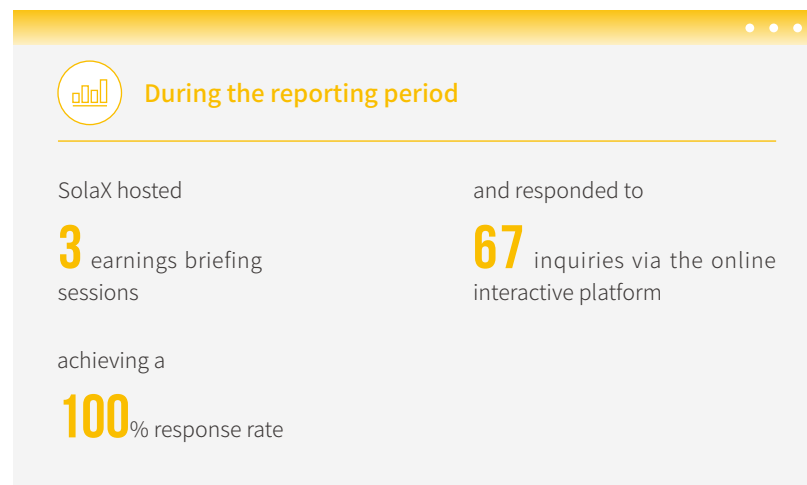 During the reporting period
SolaX hosted
3 earnings briefing
sessions
and responded to
67 inquiries via the online
interactive platform
achieving a
100% response rate